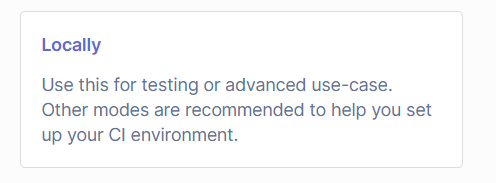 Locally
Use this for testing or advanced use-case.
Other modes are recommended to help you set
up your CI environment.